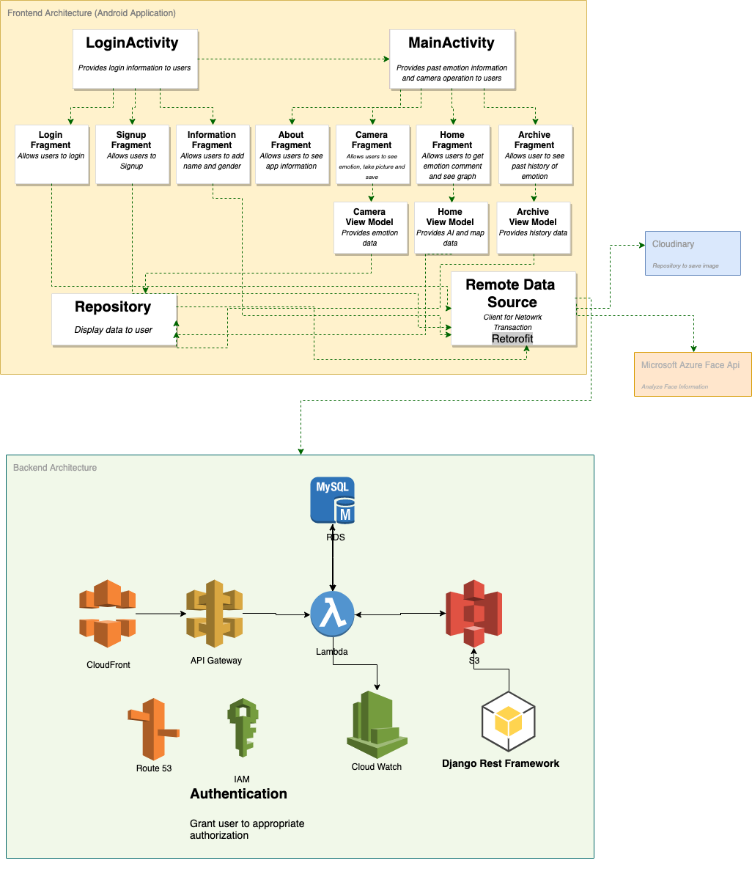 Frontend Architecture (Android Application)
LoginActivity
Provides login information to users
MainActivity
Provides past emotion information
and camera operation to users
Login
Fragment
Allows users to login
Signup
Fragment
Allows users to
Signup
Information
Fragment
Allows users to add
name and gender
About
Fragment
Allows users to see
app information
Camera
Fragment
Allows users to see
emotion, take picture and
save
Home
Fragment
Allows users to get
emotion comment
and see graph
Archive
Fragment
Allows user to see
past history of
emotion
Camera
View Model
Provides emotion
data
Home
View Model
Provides AI and map
data
Archive
View Model
Provides history data
Cloudinary
Repository to save image
Repository
Display data to user
Remote Data
Source
Client for Netowrk
Transaction
Retorofit
Microsoft Azure Face Api
Analyze Face Information
Backend Architecture
MySQL
M
RDS
CloudFront
API Gateway
λ
Lambda
S3
Route 53
IAM
Authentication
Grant user to appropriate
authorization
Cloud Watch
Django Rest Framework